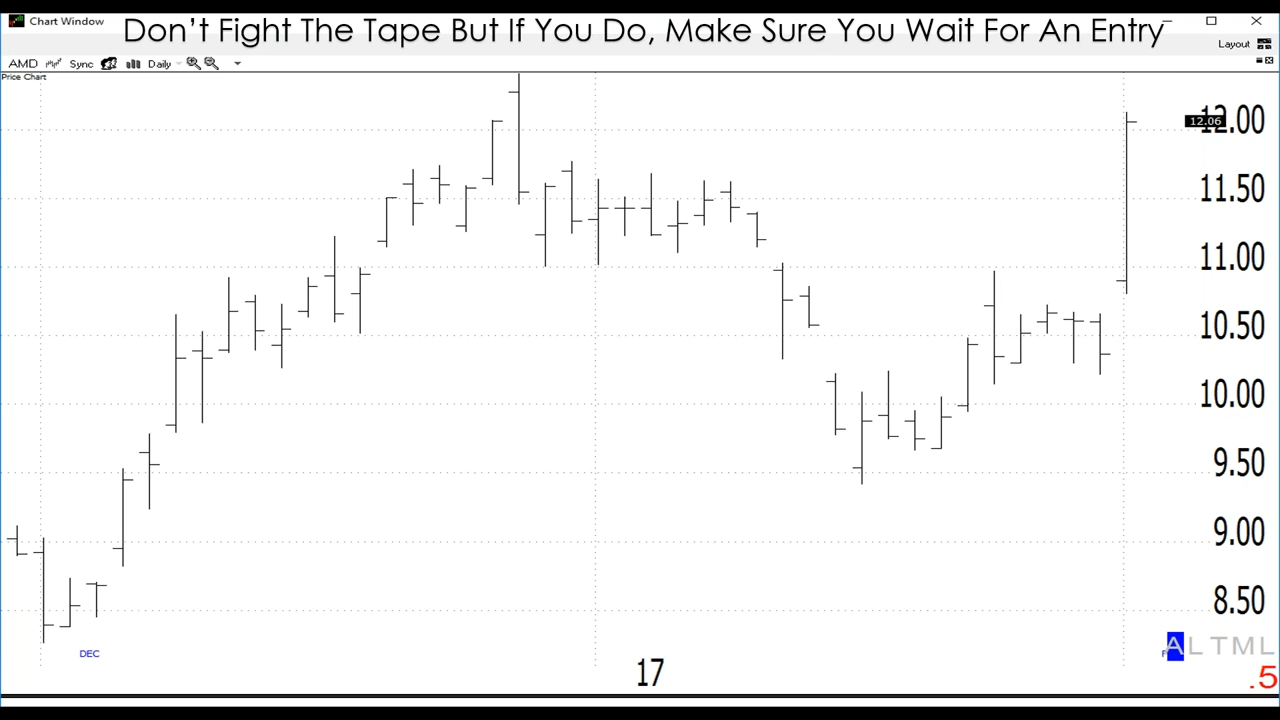 Chart Window
Don’t Fight The Tape But If You Do, Make Sure You Wait For An Entry
Layout
AMD Sync Daily
Price Chart
12.00
12.06
11.50
11.00
10.50
10.00
9.50
9.00
8.50
DEC
17
ALTML
.5